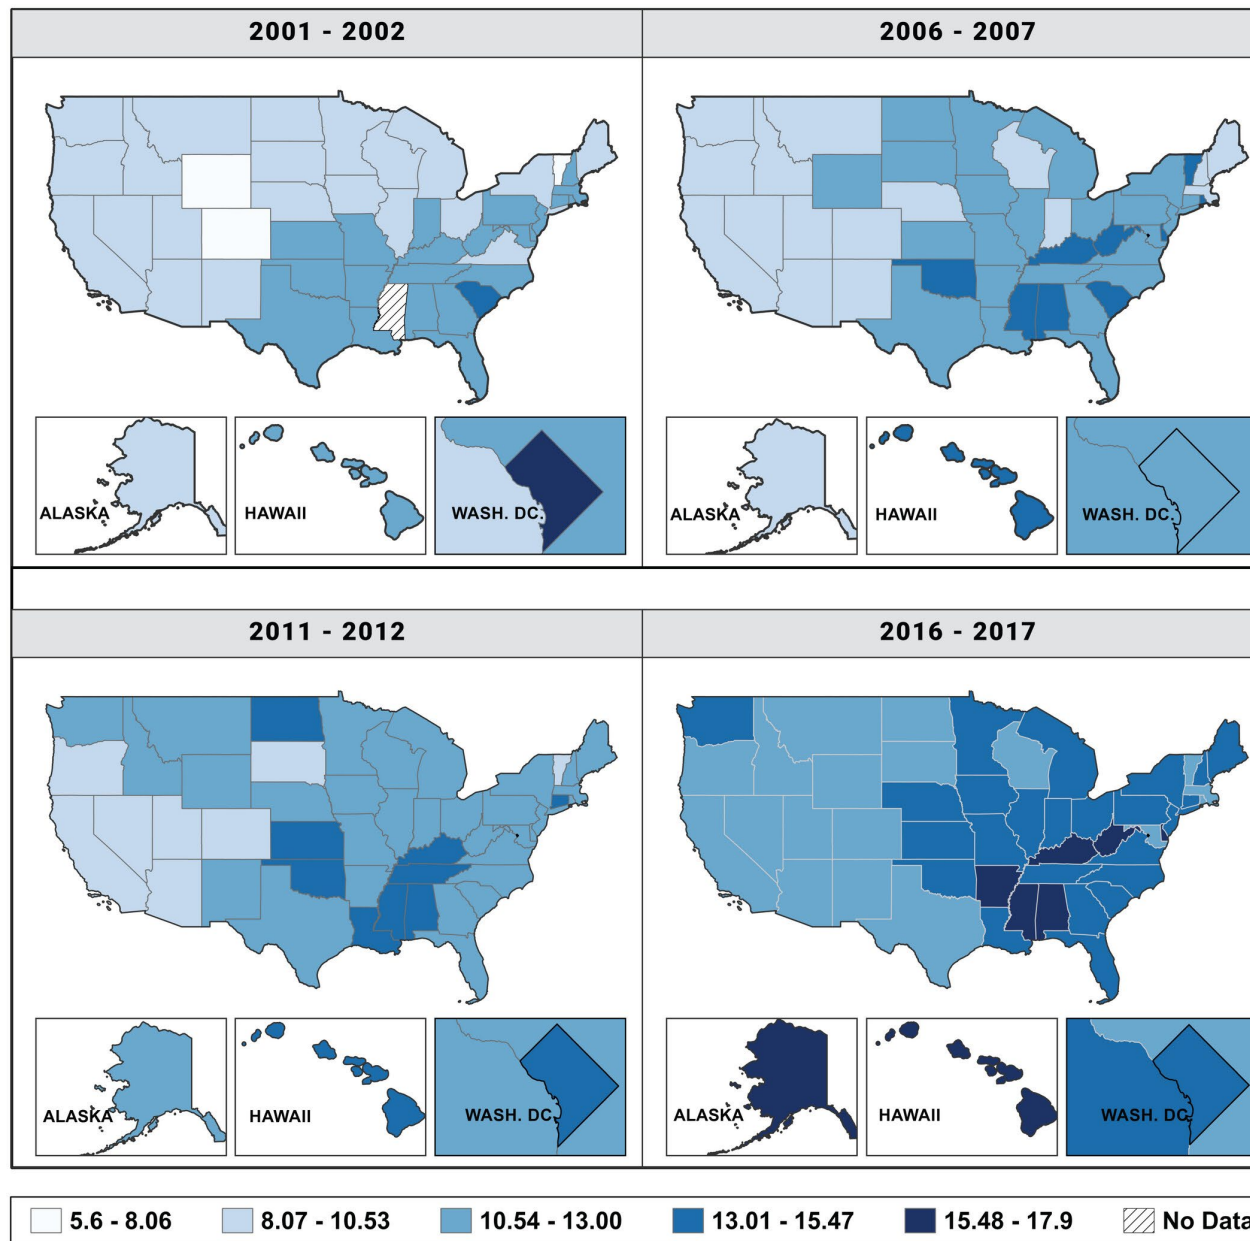 2001 - 2002
2006 - 2007
ALASKA
HAWAII
WASH. DC.
ALASKA
HAWAII
WASH. DC.
2011 - 2012
2016 - 2017
ALASKA
HAWAII
WASH. DC.
ALASKA
HAWAII
WASH. DC
5.6 - 8.06
8.07 - 10.53
10.54 - 13.00
13.01 - 15.47
15.48 - 17.9
No Data